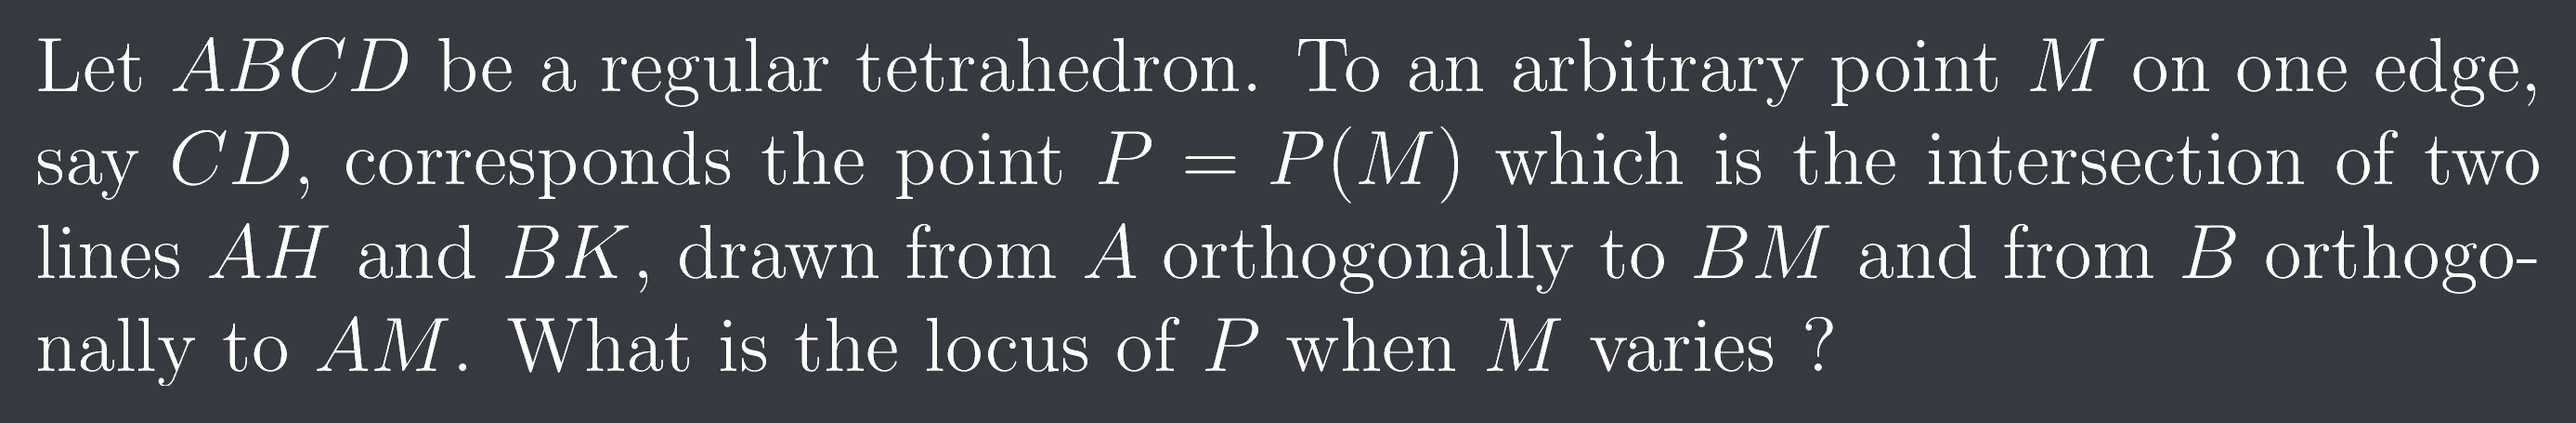 Let ABCD be a regular tetrahedron. To an arbitrary point M on one edge,
say CD, corresponds the point P = P(M) which is the intersection of two
lines AH and BK, drawn from A orthogonally to BM and from B orthogo-
nally to AM. What is the locus of P when M varies ?